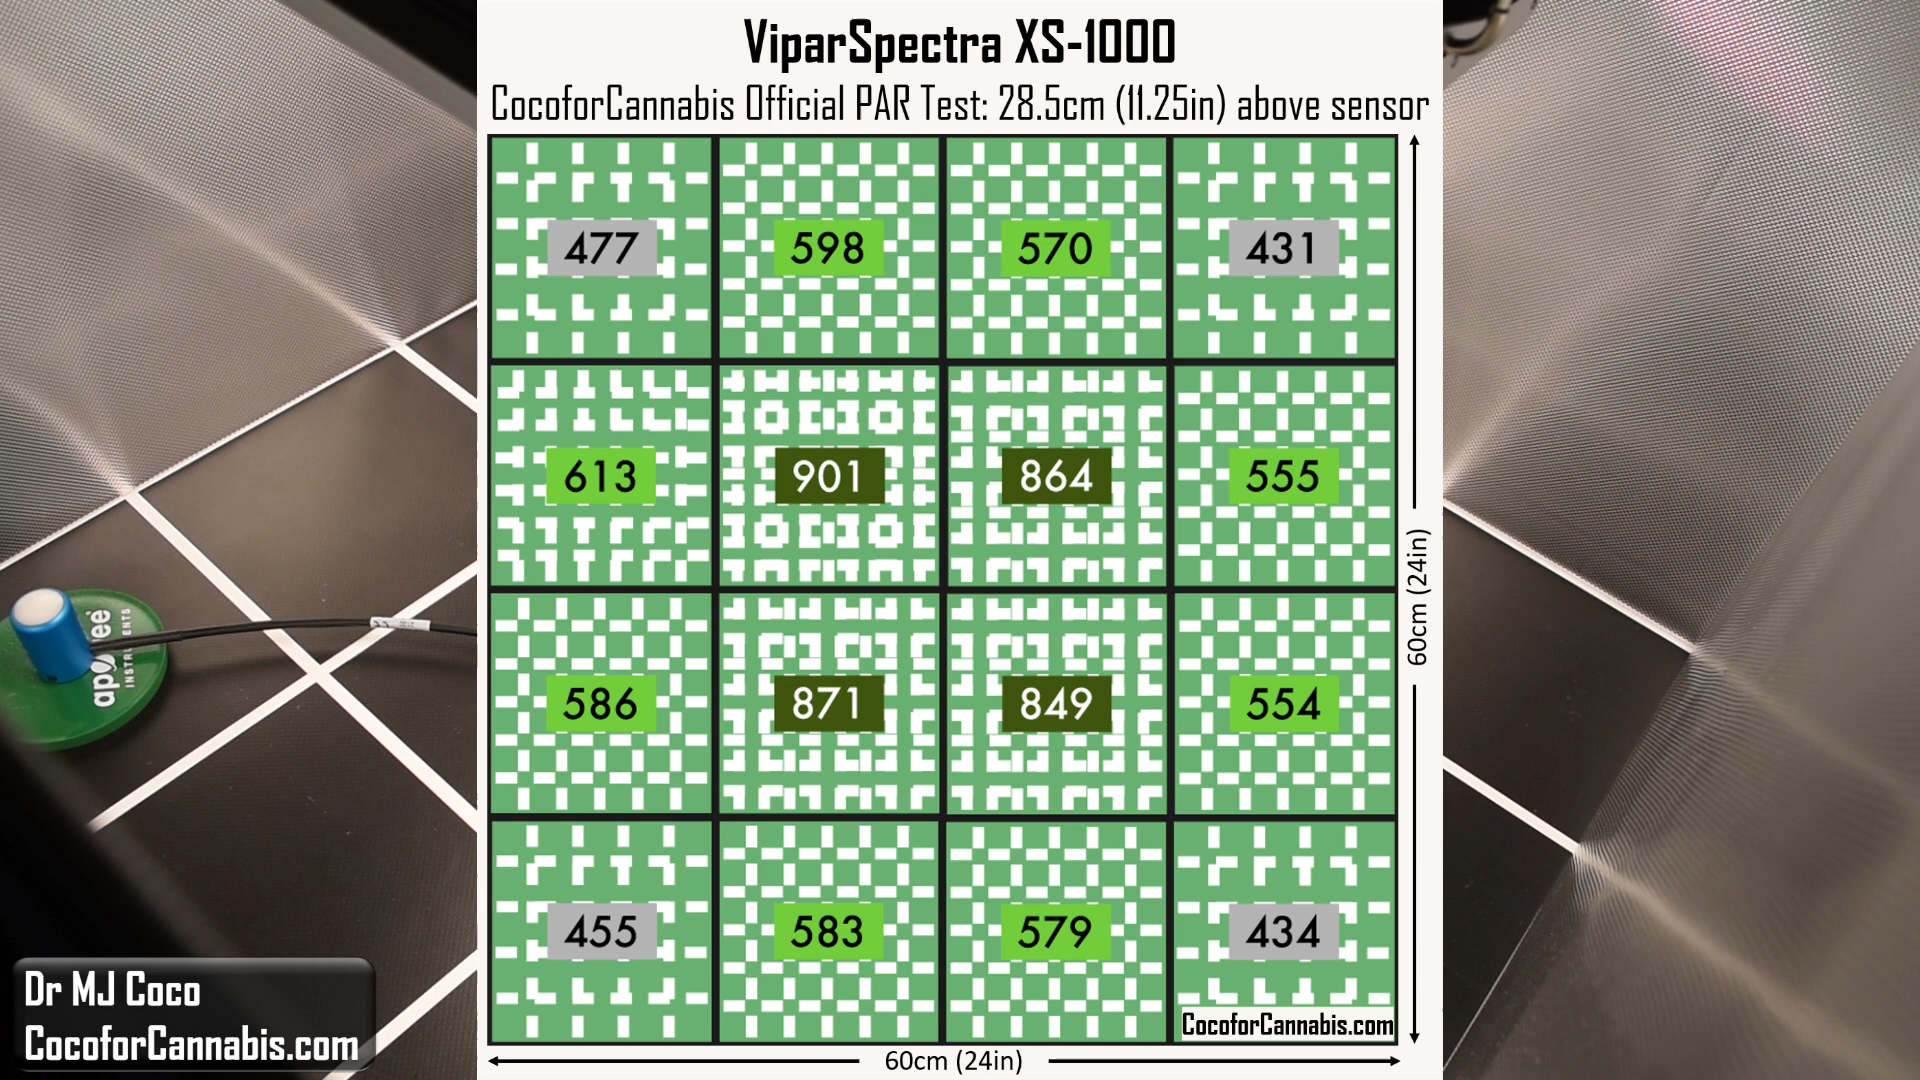 ViparSpectra XS-1000
CocoforCannabis Official PAR Test: 28.5cm (11.25in) above sensor
477 598 570 431
613 901 864 555
586 871 849 554
455 583 579 434
CocoforCannabis.com
60cm (24in)
60cm (24in)
apogee
INSTRUMENTS
Dr MJ Coco
CocoforCannabis.com